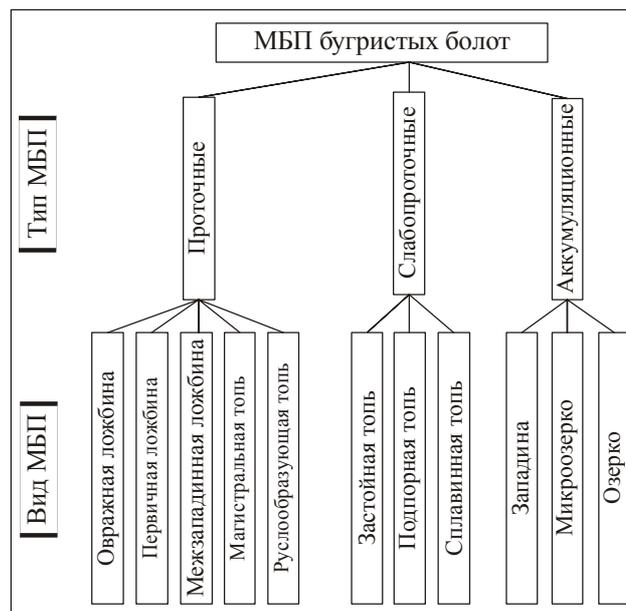 МБП бугристых болот
Тип МБП
Проточные
Слабопроточные
Аккумуляционные
Вид МБП
Овражная ложбина
Первичная ложбина
Межзападинная ложбина
Магистральная топь
Руслообразующая топь
Застойная топь
Подпорная топь
Сплавинная топь
Западина
Микроозерко
Озерко